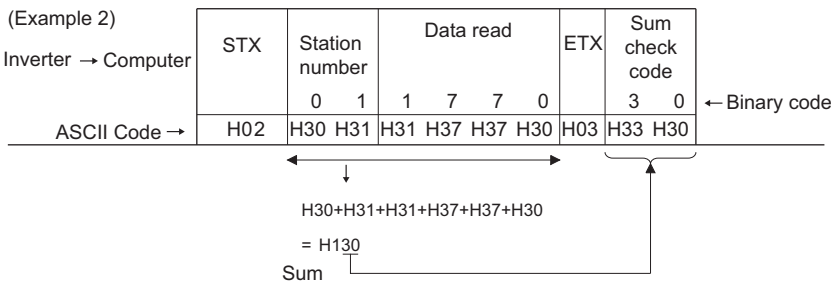 (Example 2)
Inverter → Computer
STX
Station
number
Data read
ETX
Sum
check
code
0 1 1 7 7 0 3 0 ← Binary code
ASCII Code → H02 H30 H31 H31 H37 H37 H30 H03 H33 H30
H30+H31+H31+H37+H37+H30
= H130
Sum